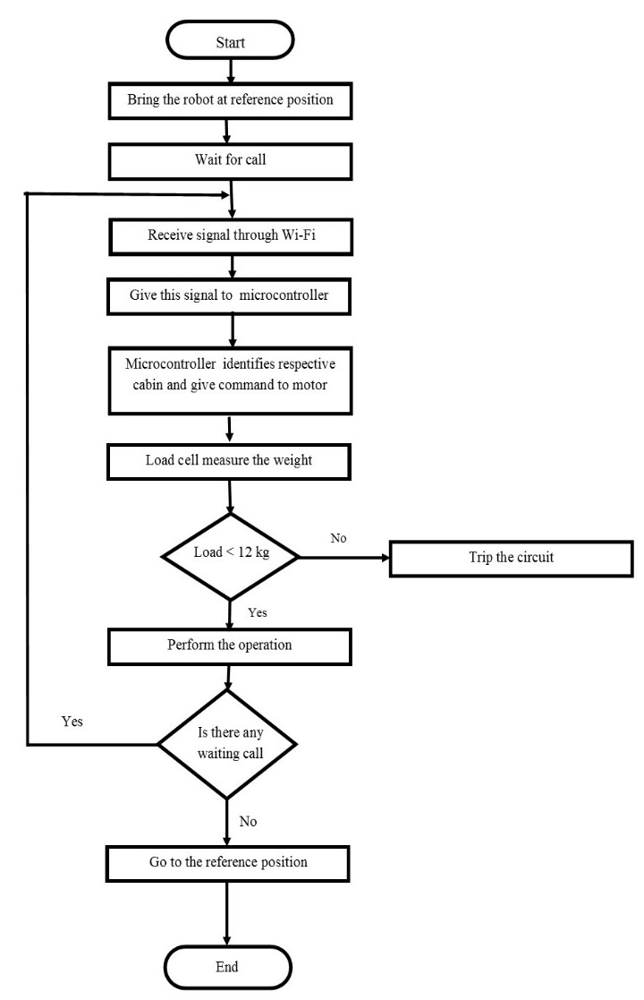 Start
Bring the robot at reference position
Wait for call
Receive signal through Wi-Fi
Give this signal to microcontroller
Microcontroller identifies respective
cabin and give command to motor
Load cell measure the weight
Load < 12 kg
No
Trip the circuit
Yes
Perform the operation
Yes
Is there any
waiting call
No
Go to the reference position
End